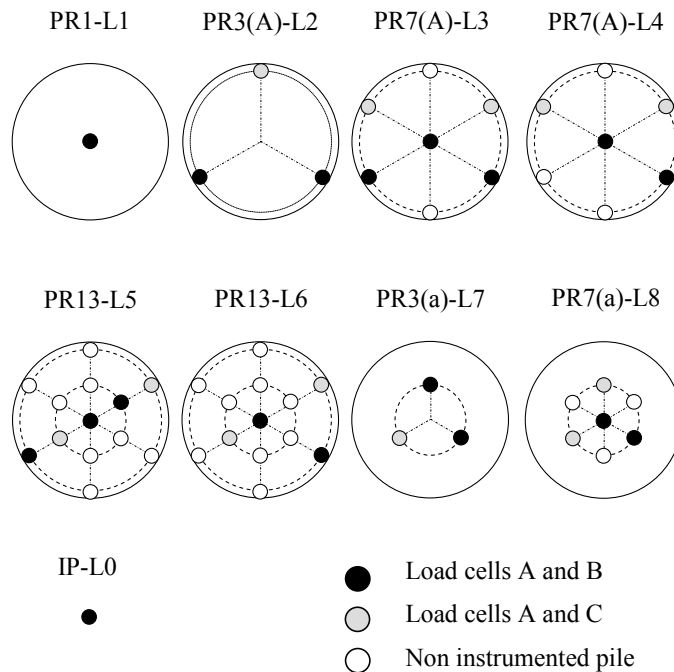 PR1-L1 PR3(A)-L2 PR7(A)-L3 PR7(A)-L4
PR13-L5 PR13-L6 PR3(a)-L7 PR7(a)-L8
IP-L0
Load cells A and B
Load cells A and C
Non instrumented pile